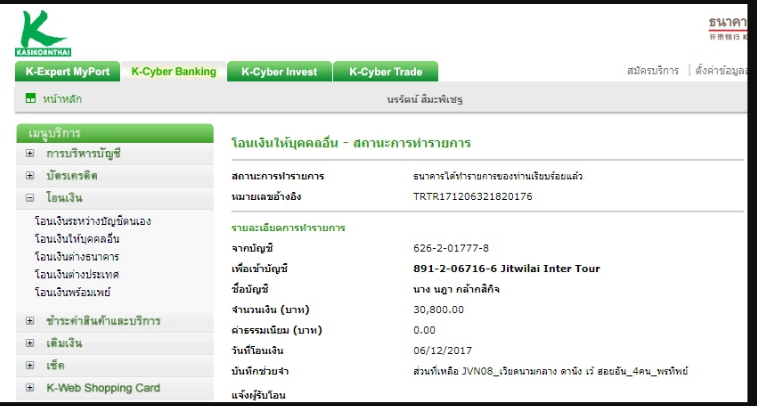 KASIKORNTHAI
ธนาคา
开泰银行 K
K-Expert MyPort K-Cyber Banking K-Cyber Invest K-Cyber Trade
สมัครบริการ | ตั้งค่าข้อมูล
หน้าหลัก
นรรัตน์ สิมะพิเชฐ
เมนูบริการ
การบริหารบัญชี
บัตรเครดิต
โอนเงิน
โอนเงินระหว่างบัญชีตนเอง
โอนเงินให้บุคคลอื่น
โอนเงินต่างธนาคาร
โอนเงินต่างประเทศ
โอนเงินพร้อมเพย์
ชำระค่าสินค้าและบริการ
เติมเงิน
เช็ค
K-Web Shopping Card
โอนเงินให้บุคคลอื่น - สถานะการทำรายการ
สถานะการทำรายการ ธนาคารได้ทำรายการของท่านเรียบร้อยแล้ว
หมายเลขอ้างอิง TRTR171206321820176
รายละเอียดการทำรายการ
จากบัญชี 626-2-01777-8
เพื่อเข้าบัญชี 891-2-06716-6 Jitwilai Inter Tour
ชื่อบัญชี นาง นฎา กล้ากสิกิจ
จำนวนเงิน (บาท) 30,800.00
ค่าธรรมเนียม (บาท) 0.00
วันที่โอนเงิน 06/12/2017
บันทึกช่วยจำ ส่วนที่เหลือ JVN08_เวียดนามกลาง ดานัง เว้ ฮอยอัน_4คน_พรทิพย์
แจ้งผู้รับโอน